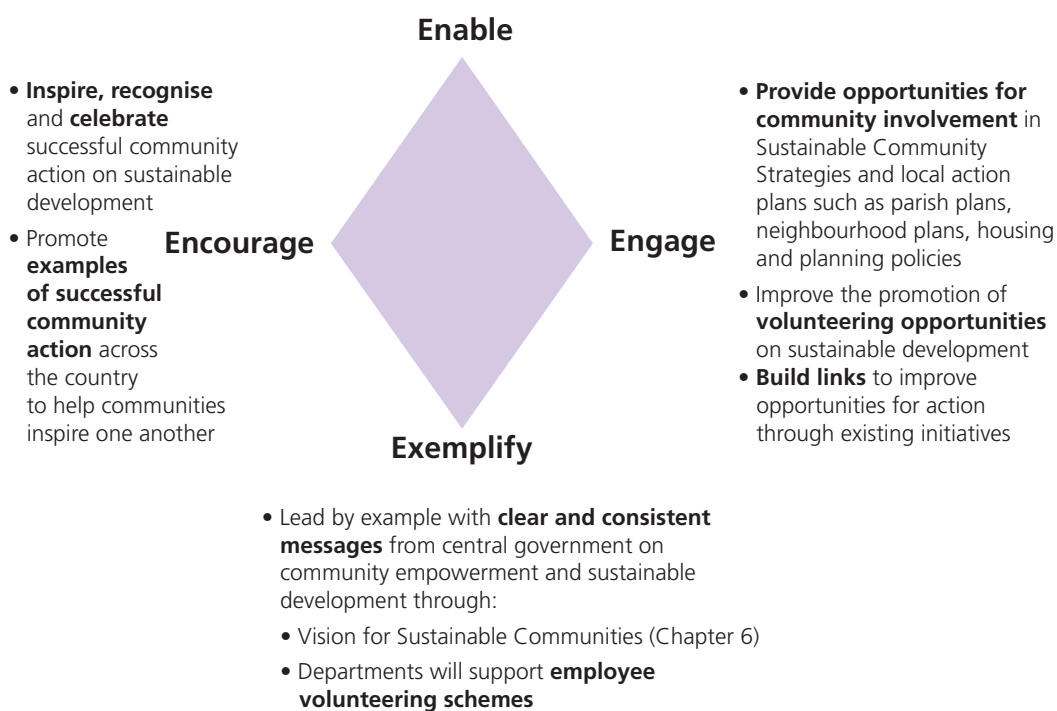 Enable
• Inspire, recognise
and celebrate
successful community
action on sustainable
development
• Promote
examples
of successful
community
action across
the country
to help communities
inspire one another
Encourage
Engage
• Provide opportunities for
community involvement in
Sustainable Community
Strategies and local action
plans such as parish plans,
neighbourhood plans, housing
and planning policies
• Improve the promotion of
volunteering opportunities
on sustainable development
• Build links to improve
opportunities for action
through existing initiatives
Exemplify
• Lead by example with clear and consistent
messages from central government on
community empowerment and sustainable
development through:
• Vision for Sustainable Communities (Chapter 6)
• Departments will support employee
volunteering schemes